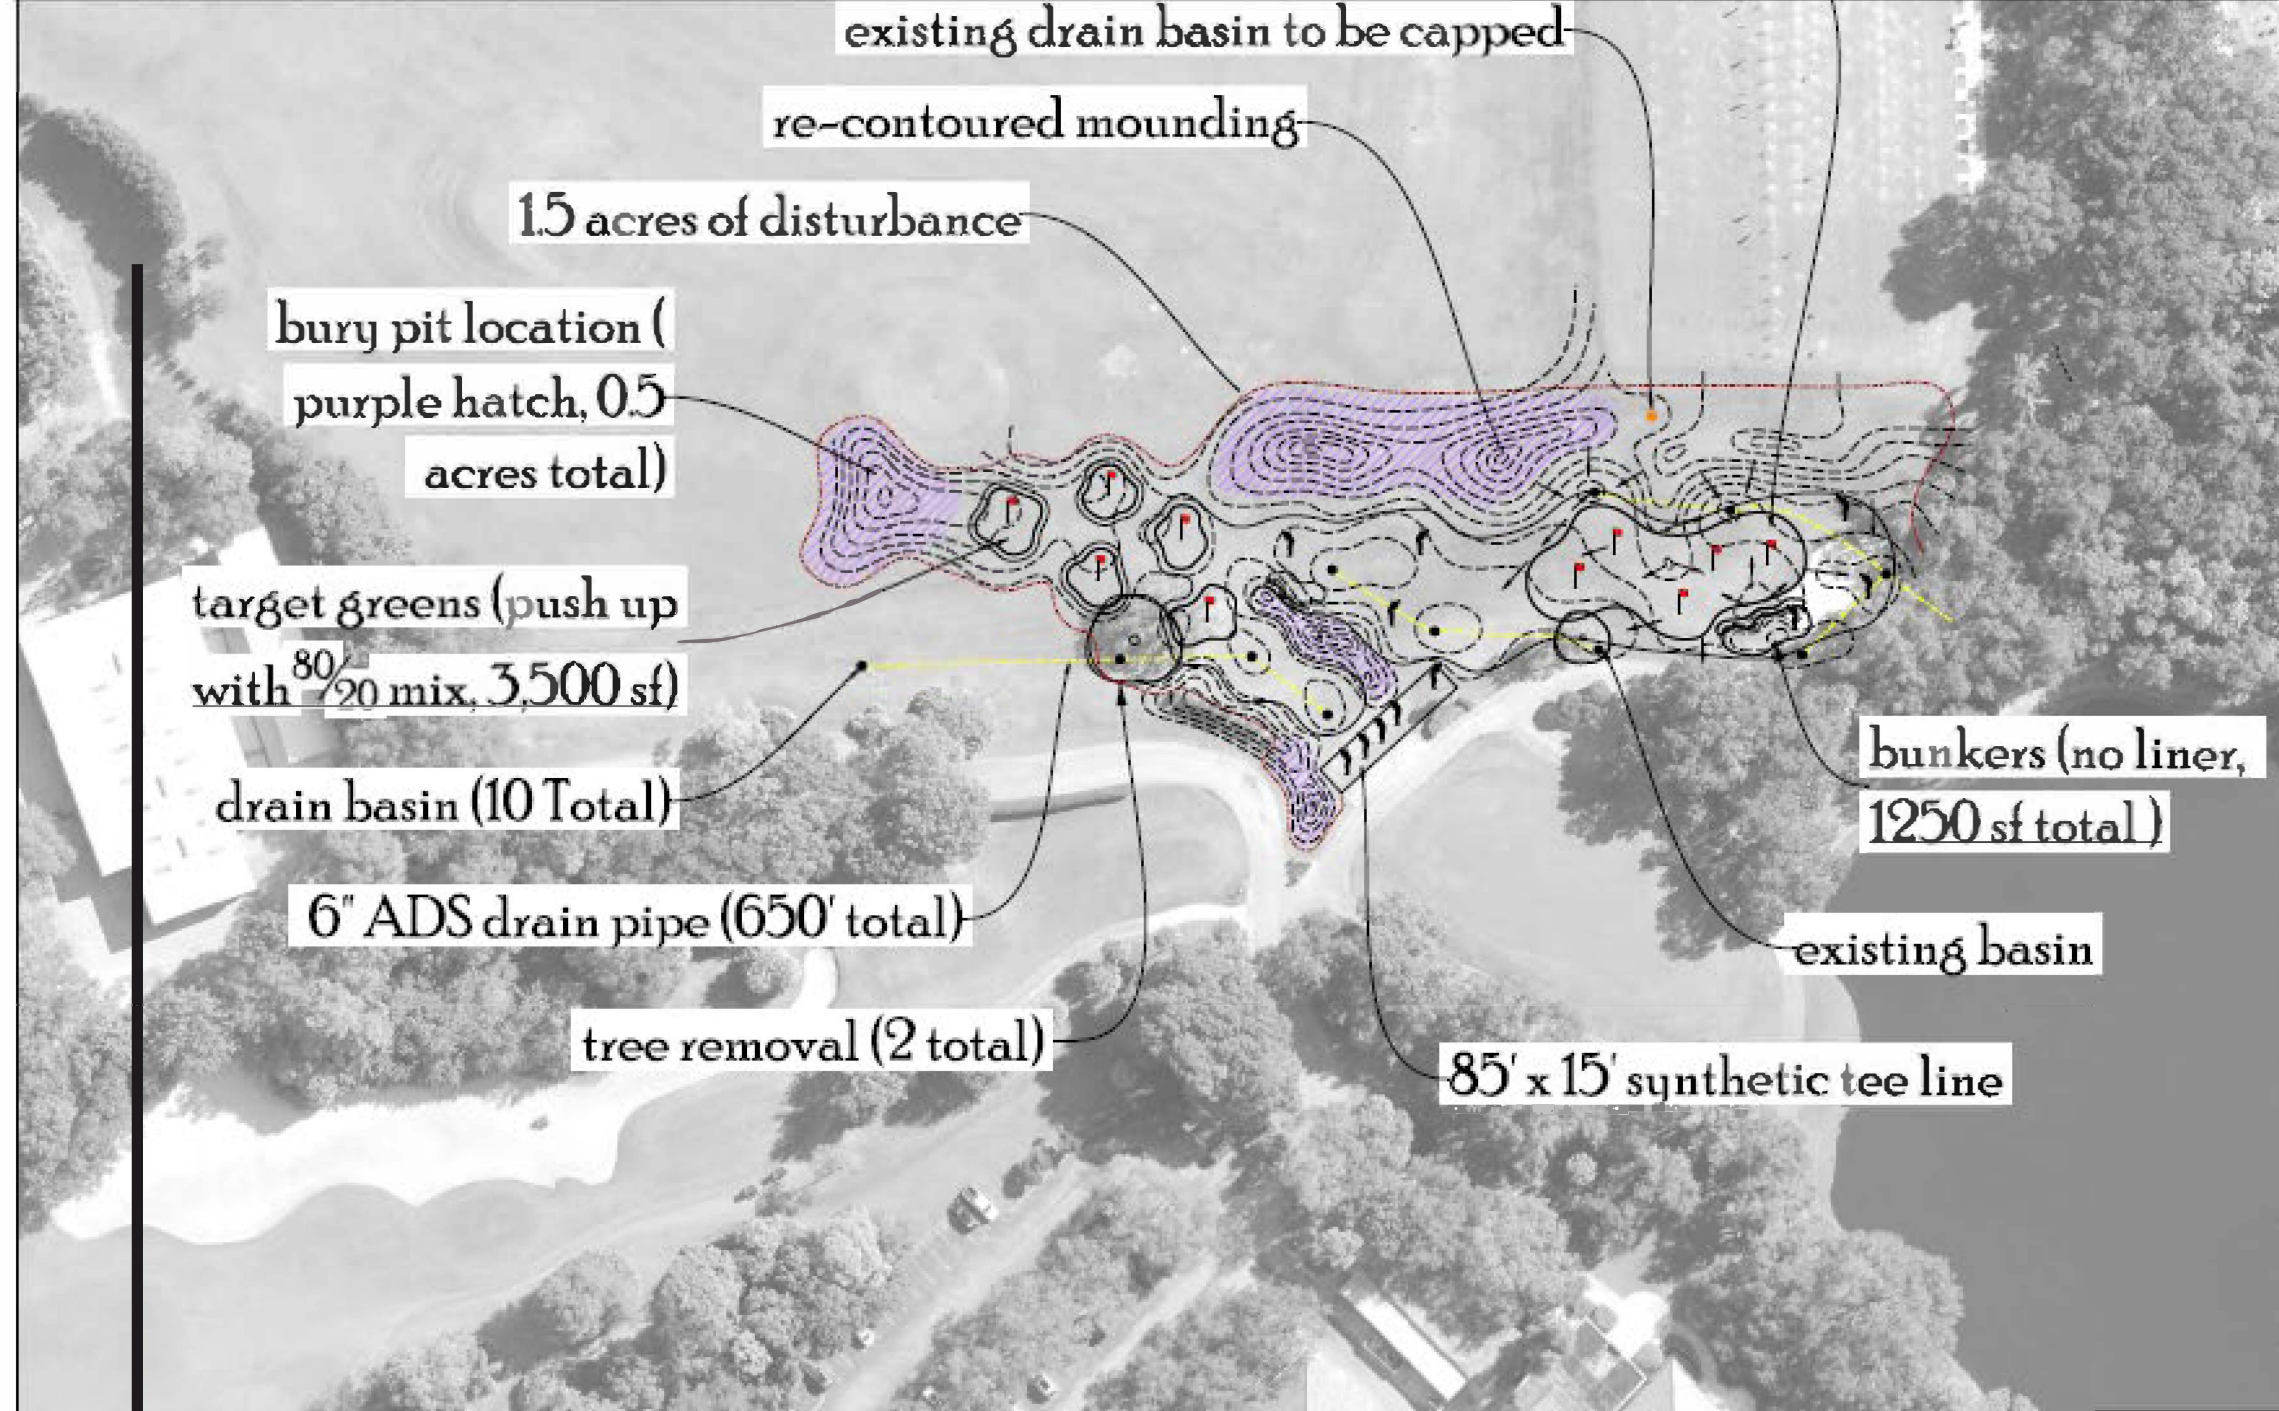 existing drain basin to be capped
re-contoured mounding
1.5 acres of disturbance
bury pit location (
purple hatch, 0.5
acres total)
target greens (push up
with 80/20 mix, 3,500 sf)
drain basin (10 Total)
6" ADS drain pipe (650' total)
tree removal (2 total)
bunkers (no liner,
1250 sf total )
existing basin
85' x 15' synthetic tee line